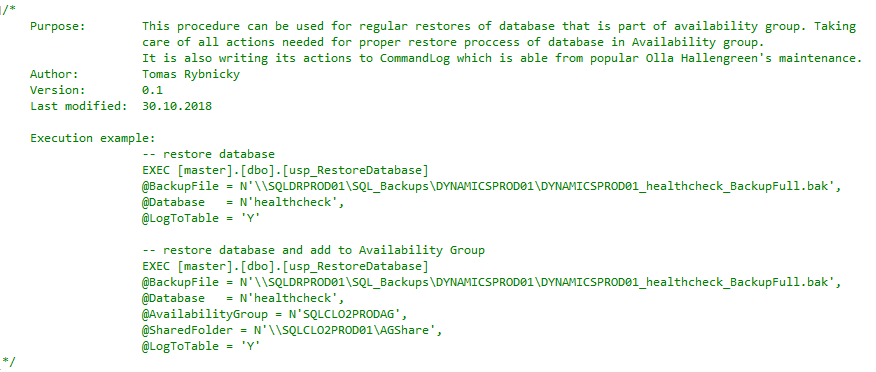 /*
Purpose: This procedure can be used for regular restores of database that is part of availability group. Taking
care of all actions needed for proper restore proccess of database in Availability group.
It is also writing its actions to CommandLog which is able from popular Olla Hallengreen's maintenance.
Author: Tomas Rybnicky
Version: 0.1
Last modified: 30.10.2018
Execution example:
-- restore database
EXEC [master].[dbo].[usp_RestoreDatabase]
@BackupFile = N'\\SQLDRPROD01\SQL_Backups\DYNAMICSPROD01\DYNAMICSPROD01_healthcheck_BackupFull.bak',
@Database = N'healthcheck',
@LogToTable = 'Y'
-- restore database and add to Availability Group
EXEC [master].[dbo].[usp_RestoreDatabase]
@BackupFile = N'\\SQLDRPROD01\SQL_Backups\DYNAMICSPROD01\DYNAMICSPROD01_healthcheck_BackupFull.bak',
@Database = N'healthcheck',
@AvailabilityGroup = N'SQLCLO2PRODAG',
@SharedFolder = N'\\SQLCLO2PROD01\AGShare',
@LogToTable = 'Y'
*/